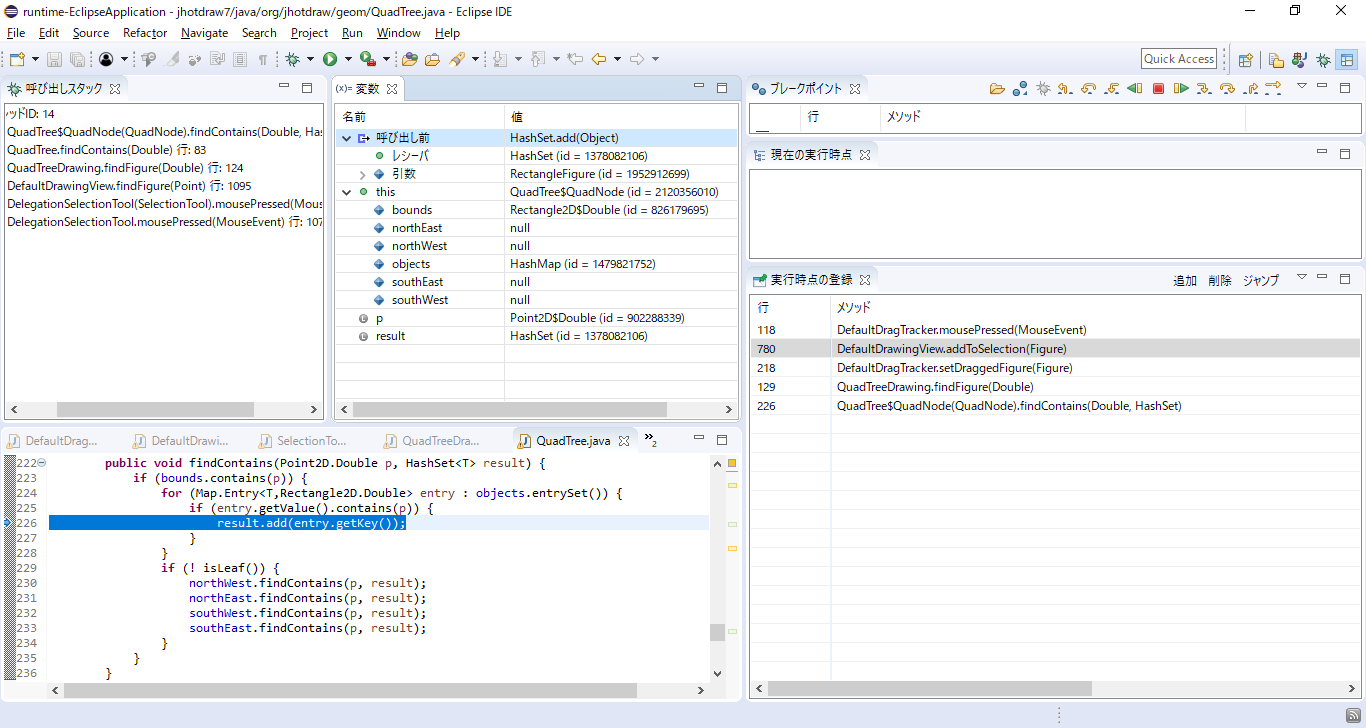 runtime-EclipseApplication - jhotdraw7/java/org/jhotdraw/geom/QuadTree.java - Eclipse IDE
File Edit Source Refactor Navigate Search Project Run Window Help
Quick Access
呼び出しスタック
ッドID: 14
QuadTree$QuadNode(QuadNode).findContains(Double, Has
QuadTree.findContains(Double) 行: 83
QuadTreeDrawing.findFigure(Double) 行: 124
DefaultDrawingView.findFigure(Point) 行: 1095
DelegationSelectionTool(SelectionTool).mousePressed(Mous
DelegationSelectionTool.mousePressed(MouseEvent) 行: 107
(x)= 変数
名前 値
呼び出し前 HashSet.add(Object)
レシーバ HashSet (id = 1378082106)
引数 RectangleFigure (id = 1952912699)
this QuadTree$QuadNode (id = 2120356010)
bounds Rectangle2D$Double (id = 826179695)
northEast null
northWest null
objects HashMap (id = 1479821752)
southEast null
southWest null
p Point2D$Double (id = 902288339)
result HashSet (id = 1378082106)
ブレークポイント
行 メソッド
現在の実行時点
実行時点の登録 追加 削除 ジャンプ
行 メソッド
118 DefaultDragTracker.mousePressed(MouseEvent)
780 DefaultDrawingView.addToSelection(Figure)
218 DefaultDragTracker.setDraggedFigure(Figure)
129 QuadTreeDrawing.findFigure(Double)
226 QuadTree$QuadNode(QuadNode).findContains(Double, HashSet)
DefaultDrag... DefaultDrawi... SelectionTo... QuadTreeDra... QuadTree.java »2
222 public void findContains(Point2D.Double p, HashSet<T> result) {
223 if (bounds.contains(p)) {
224 for (Map.Entry<T,Rectangle2D.Double> entry : objects.entrySet()) {
225 if (entry.getValue().contains(p)) {
226 result.add(entry.getKey());
227 }
228 }
229 if (! isLeaf()) {
230 northWest.findContains(p, result);
231 northEast.findContains(p, result);
232 southWest.findContains(p, result);
233 southEast.findContains(p, result);
234 }
235 }
236 }